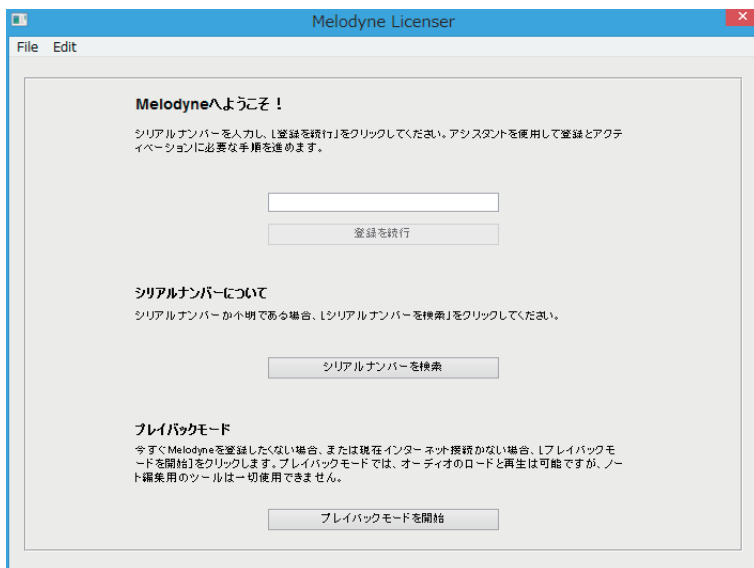 Melodyne Licenser
File Edit
Melodyneへようこそ！
シリアルナンバーを入力し、[登録を続行]をクリックしてください。アシスタントを使用して登録とアクテ
ィベーションに必要な手順を進めます。
登録を続行
シリアルナンバーについて
シリアルナンバーが不明である場合、[シリアルナンバーを検索]をクリックしてください。
シリアルナンバーを検索
プレイバックモード
今すぐMelodyneを登録したくない場合、または現在インターネット接続がない場合、[プレイバックモ
ードを開始]をクリックします。プレイバックモードでは、オーディオのロードと再生は可能ですが、ノー
ト編集用のツールは一切使用できません。
プレイバックモードを開始